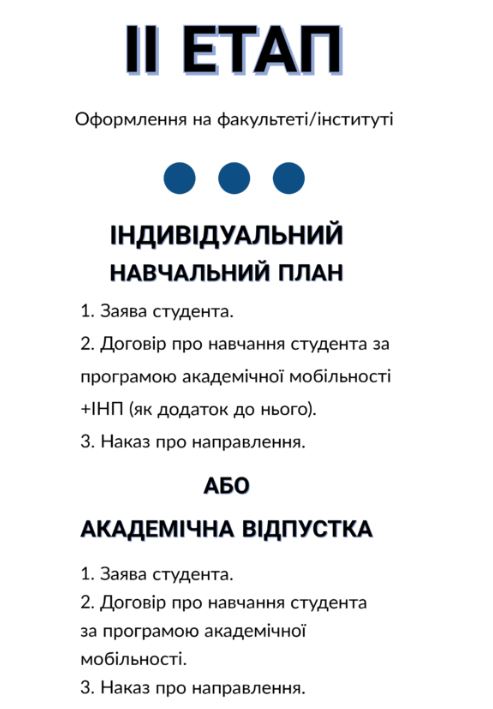 ІІ ЕТАП
Оформлення на факультеті/інституті
ІНДИВІДУАЛЬНИЙ
НАВЧАЛЬНИЙ ПЛАН
1. Заява студента.
2. Договір про навчання студента за
програмою академічної мобільності
+ІНП (як додаток до нього).
3. Наказ про направлення.
АБО
АКАДЕМІЧНА ВІДПУСТКА
1. Заява студента.
2. Договір про навчання студента
за програмою академічної
мобільності.
3. Наказ про направлення.